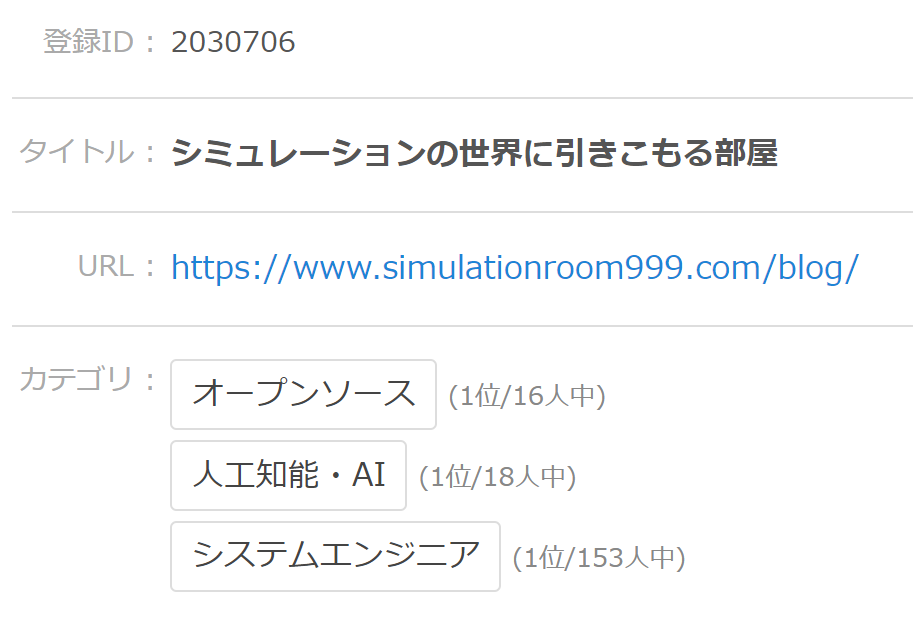 登録ID： 2030706
タイトル： シミュレーションの世界に引きこもる部屋
URL： https://www.simulationroom999.com/blog/
カテゴリ： オープンソース (1位/16人中)
人工知能・AI (1位/18人中)
システムエンジニア (1位/153人中)